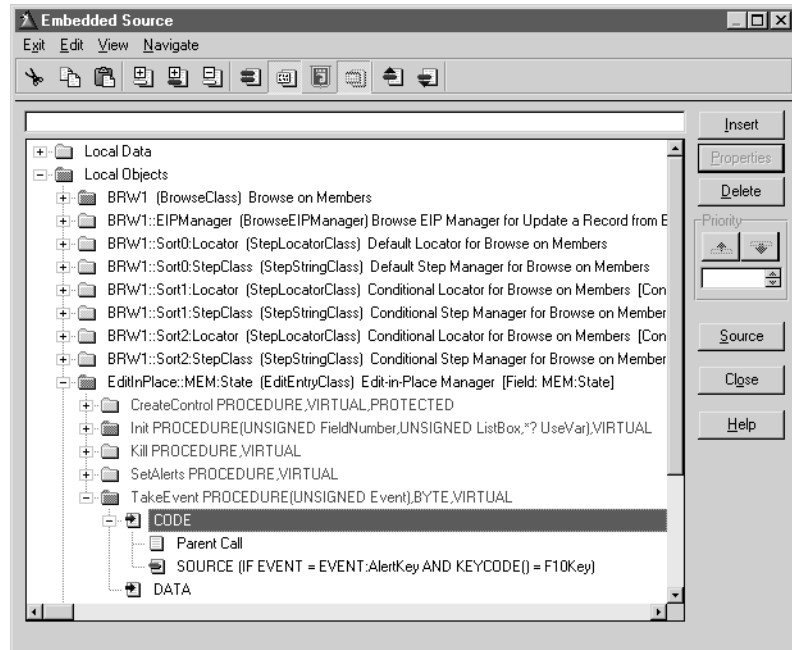 Embedded Source
Exit Edit View Navigate
Insert
Properties
Delete
Priority
Source
Close
Help
Local Data
Local Objects
BRW1 (BrowseClass) Browse on Members
BRW1::EIPManager (BrowseEIPManager) Browse EIP Manager for Update a Record from E
BRW1::Sort0:Locator (StepLocatorClass) Default Locator for Browse on Members
BRW1::Sort0:StepClass (StepStringClass) Default Step Manager for Browse on Members
BRW1::Sort1:Locator (StepLocatorClass) Conditional Locator for Browse on Members [Con
BRW1::Sort1:StepClass (StepStringClass) Conditional Step Manager for Browse on Member
BRW1::Sort2:Locator (StepLocatorClass) Conditional Locator for Browse on Members [Con
BRW1::Sort2:StepClass (StepStringClass) Conditional Step Manager for Browse on Member
EditInPlace::MEM:State (EditEntryClass) Edit-in-Place Manager [Field: MEM:State]
CreateControl PROCEDURE,VIRTUAL,PROTECTED
Init PROCEDURE(UNSIGNED FieldNumber,UNSIGNED ListBox,*? UseVar),VIRTUAL
Kill PROCEDURE,VIRTUAL
SetAlerts PROCEDURE,VIRTUAL
TakeEvent PROCEDURE(UNSIGNED Event),BYTE,VIRTUAL
CODE
Parent Call
SOURCE (IF EVENT = EVENT:AlertKey AND KEYCODE() = F10Key)
DATA